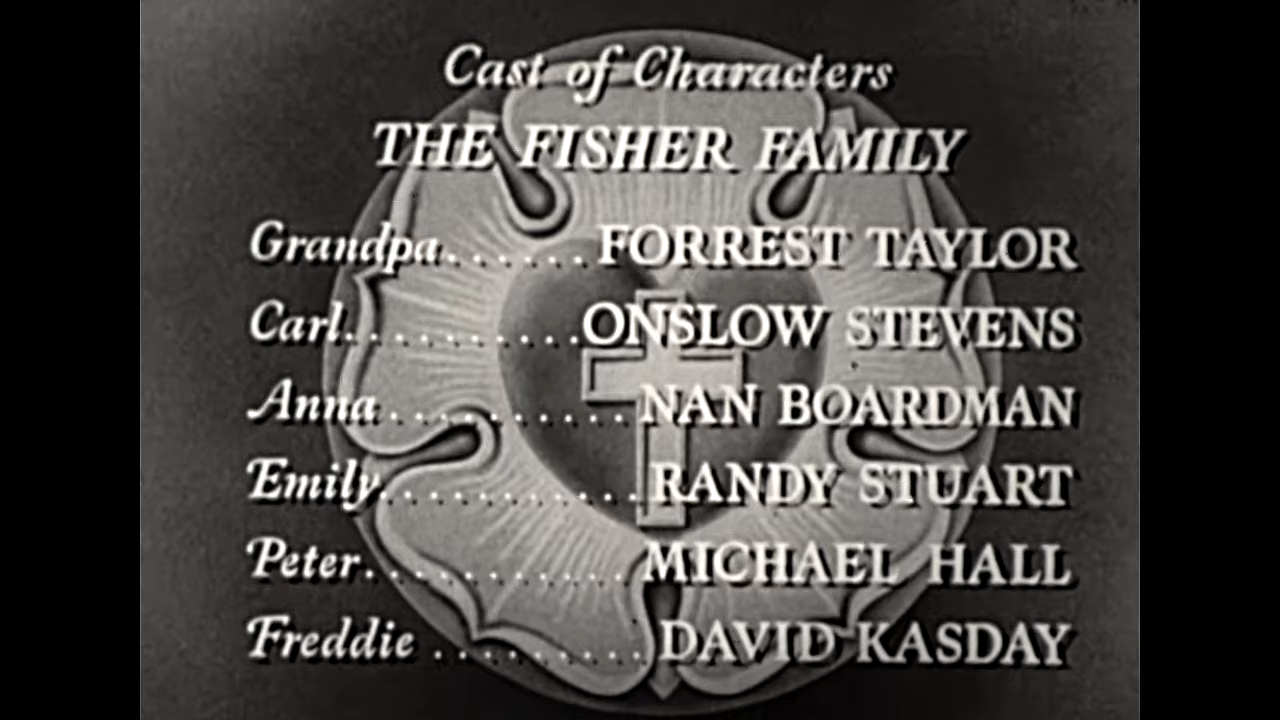 Cast of Characters
THE FISHER FAMILY
Grandpa......FORREST TAYLOR
Carl..........ONSLOW STEVENS
Anna..........NAN BOARDMAN
Emily...........RANDY STUART
Peter...........MICHAEL HALL
Freddie .........DAVID KASDAY